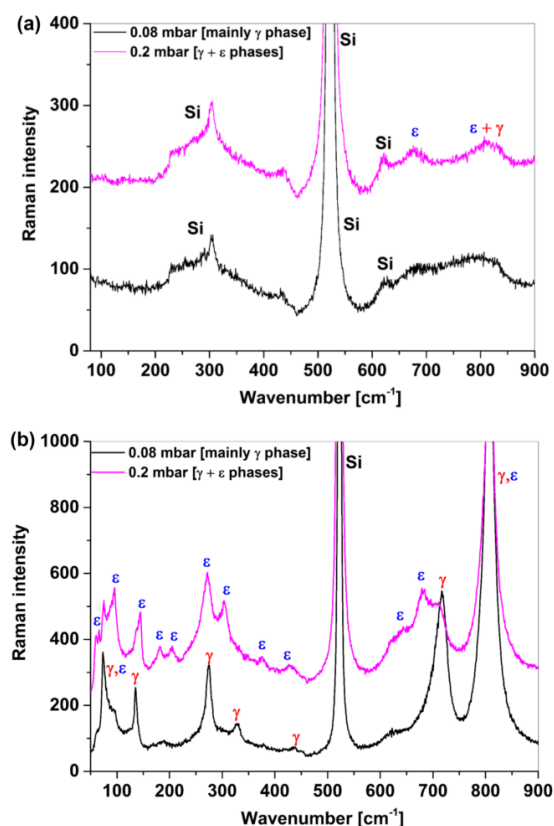 (a)
400
300
200
100
0
Raman intensity
0.08 mbar [mainly γ phase]
0.2 mbar [γ + ε phases]
Si
Si
Si
ε
ε + γ
Si
Si
Si
100 200 300 400 500 600 700 800 900
Wavenumber [cm⁻¹]
(b)
1000
800
600
400
200
0
Raman intensity
0.08 mbar [mainly γ phase]
0.2 mbar [γ + ε phases]
Si
γ,ε
ε
ε
ε
ε
ε
ε
ε
ε
ε
ε
ε
γ
γ,ε
γ
γ
γ
γ
50 100 200 300 400 500 600 700 800 900
Wavenumber [cm⁻¹]